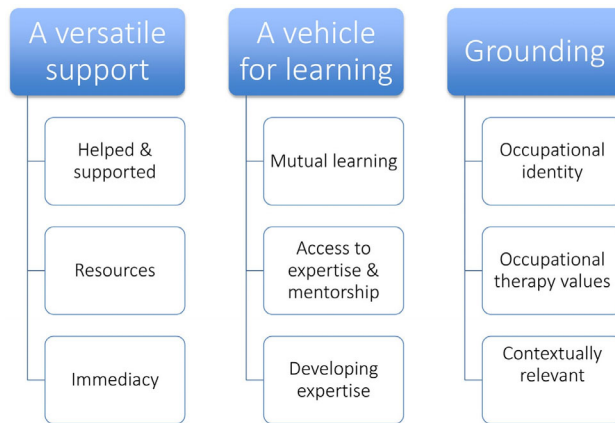 A versatile
support
Helped &
supported
Resources
Immediacy
A vehicle
for learning
Mutual learning
Access to
expertise &
mentorship
Developing
expertise
Grounding
Occupational
identity
Occupational
therapy values
Contextually
relevant